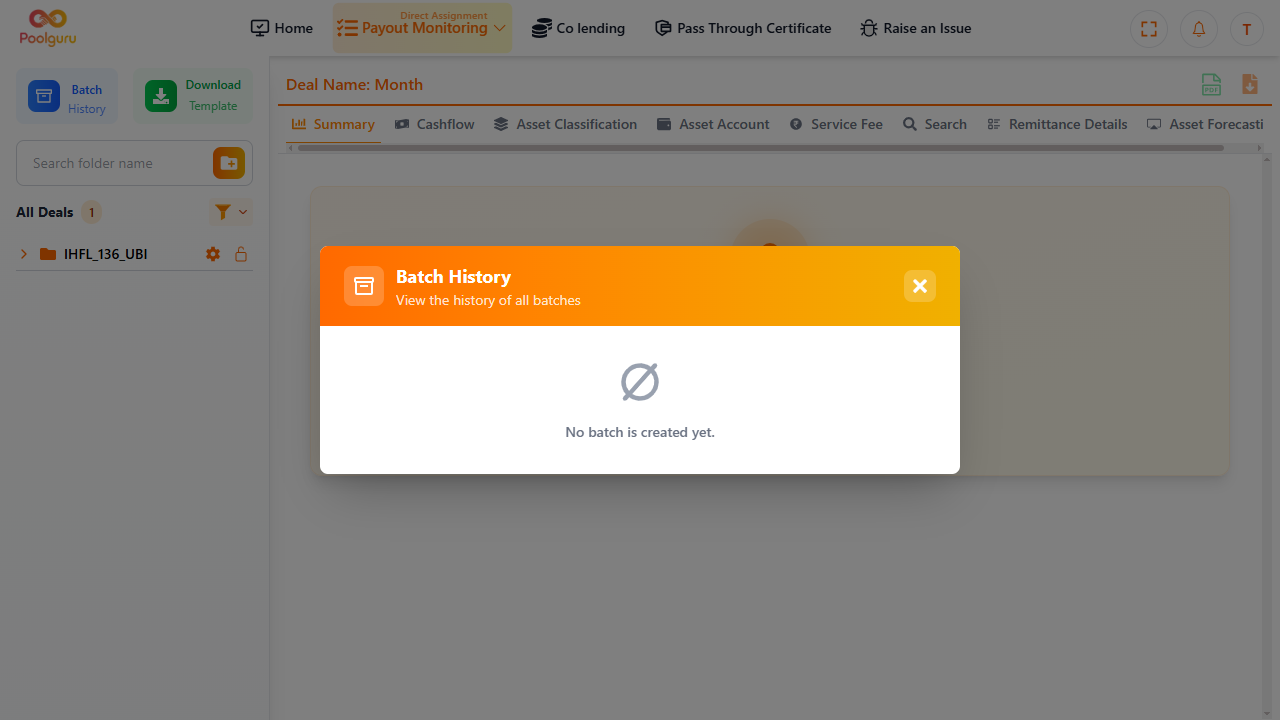 Poolguru
Home
Direct Assignment
Payout Monitoring
Co lending
Pass Through Certificate
Raise an Issue
T
Batch
History
Download
Template
Search folder name
All Deals 1
IHFL_136_UBI
Deal Name: Month
PDF
Summary
Cashflow
Asset Classification
Asset Account
Service Fee
Search
Remittance Details
Asset Forecasti
Batch History
View the history of all batches
No batch is created yet.